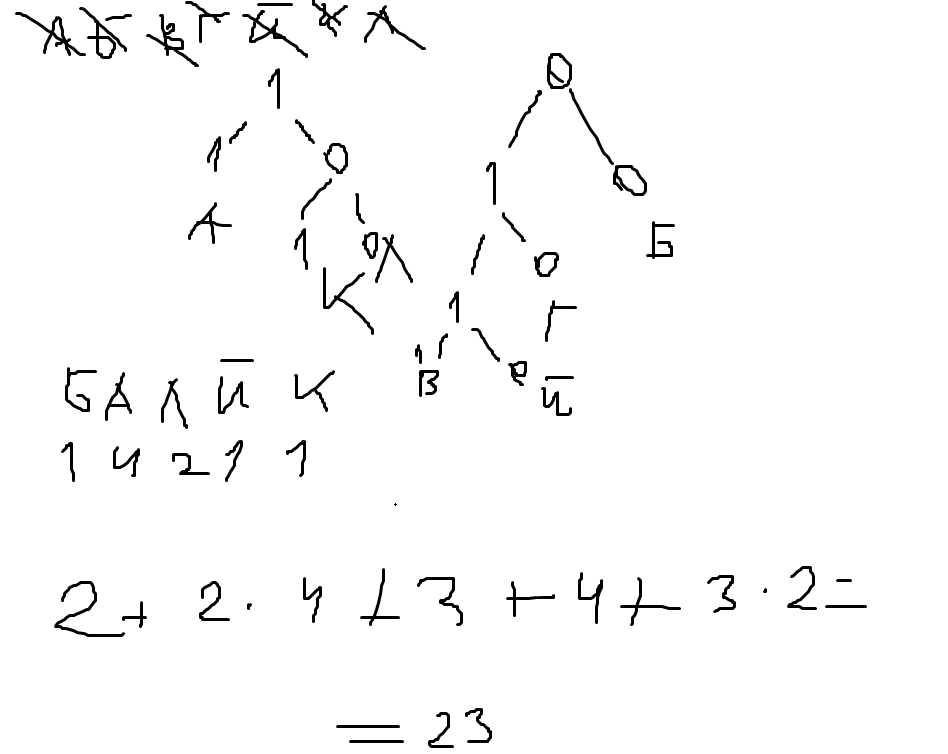 А Б В Г Й К Л
1 0
1 0 1 0
А 1 0 Л 1 0 Б
К В Г
1 0 Й
Б А Л Й К
1 4 2 1 1
2 + 2 · 4 + 3 + 4 + 3 · 2 =
= 23